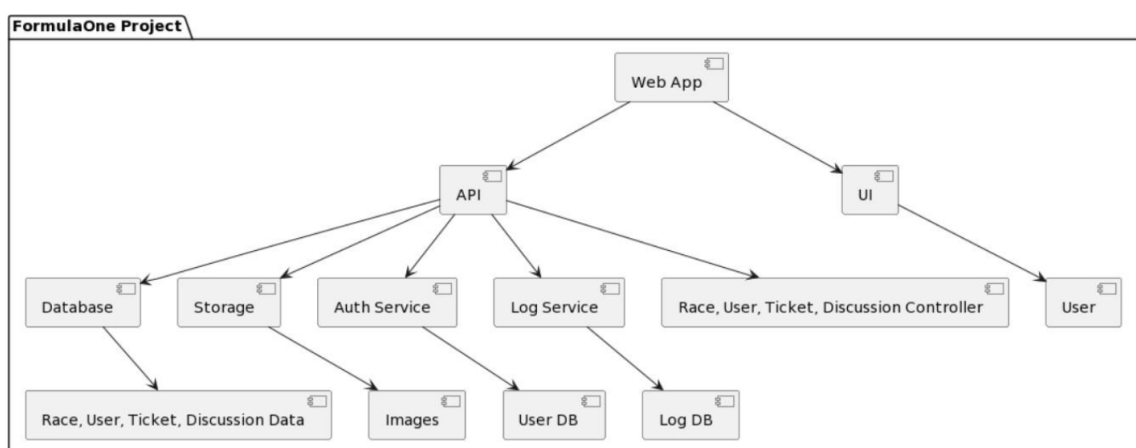 FormulaOne Project
Web App
API
UI
Database
Storage
Auth Service
Log Service
Race, User, Ticket, Discussion Controller
User
Race, User, Ticket, Discussion Data
Images
User DB
Log DB